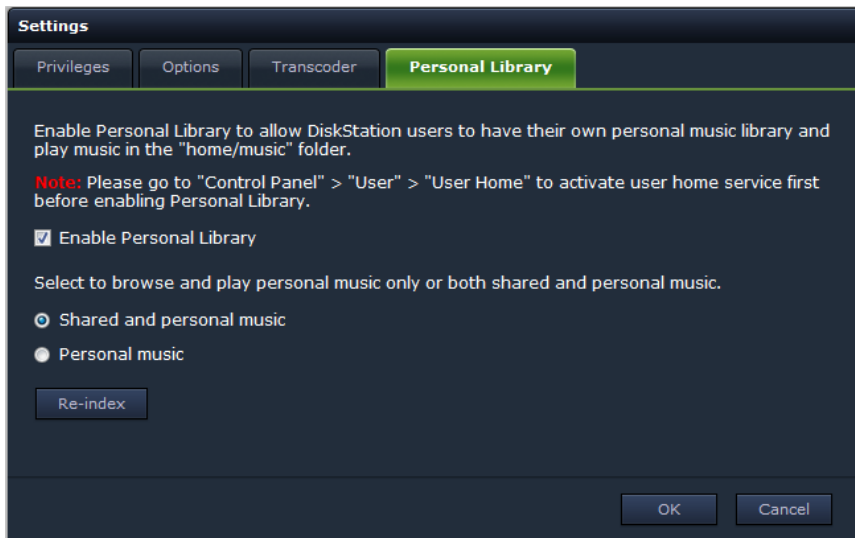 Settings
Privileges Options Transcoder Personal Library
Enable Personal Library to allow DiskStation users to have their own personal music library and
play music in the "home/music" folder.
Note: Please go to "Control Panel" > "User" > "User Home" to activate user home service first
before enabling Personal Library.
Enable Personal Library
Select to browse and play personal music only or both shared and personal music.
Shared and personal music
Personal music
Re-index
OK Cancel